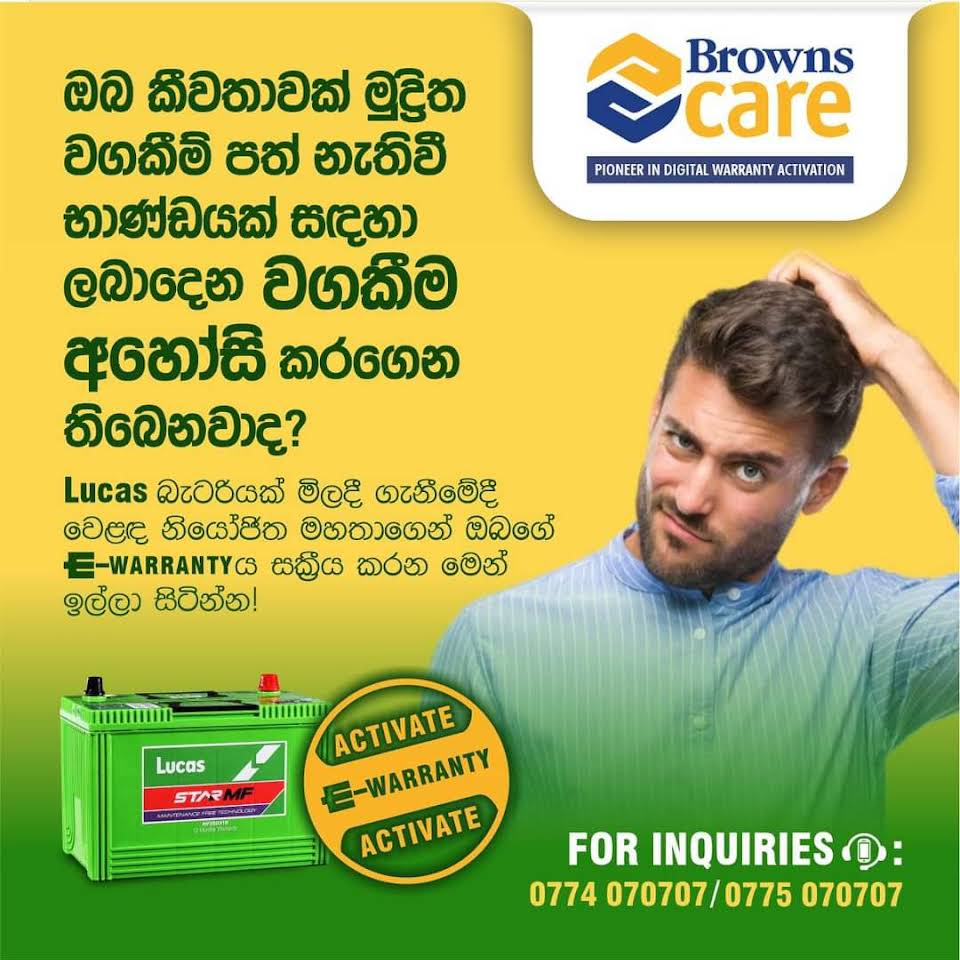 Browns
care
PIONEER IN DIGITAL WARRANTY ACTIVATION
ඔබ කීවතාවක් මුද්‍රිත
වගකීම් පත් නැතිවී
භාණ්ඩයක් සඳහා
ලබාදෙන වගකීම
අහෝසි කරගෙන
තිබෙනවාද?
Lucas බැටරියක් මිලදී ගැනීමේදී
වෙළඳ නියෝජිත මහතාගෙන් ඔබගේ
E-WARRANTYය සක්‍රීය කරන මෙන්
ඉල්ලා සිටින්න!
Lucas
STAR MF
MAINTENANCE FREE TECHNOLOGY
ACTIVATE
E-WARRANTY
ACTIVATE
FOR INQUIRIES :
0774 070707/0775 070707